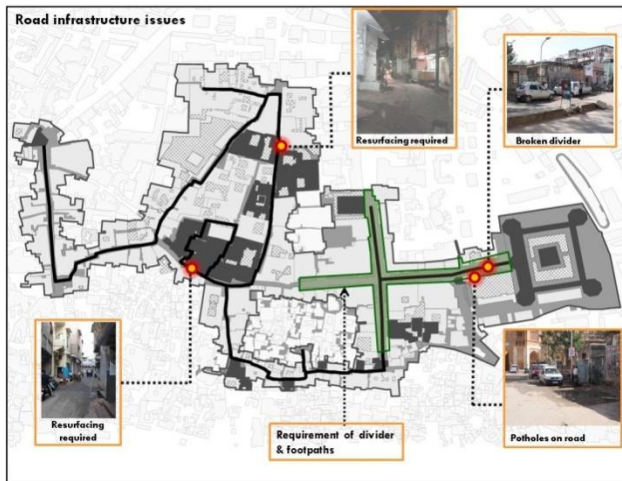 Road infrastructure issues
Resurfacing required
Broken divider
Resurfacing
required
Requirement of divider
& footpaths
Potholes on road